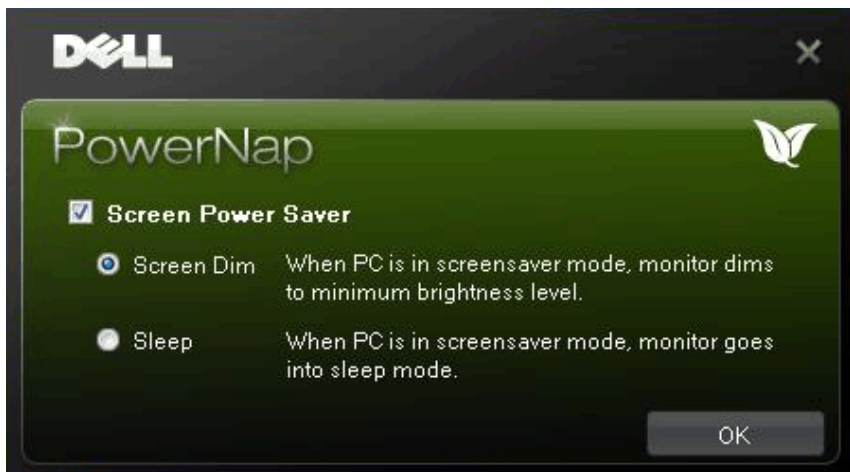 DELL
PowerNap
Screen Power Saver
Screen Dim When PC is in screensaver mode, monitor dims
to minimum brightness level.
Sleep When PC is in screensaver mode, monitor goes
into sleep mode.
OK